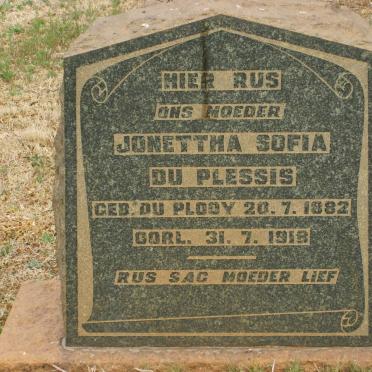 HIER RUS
ONS MOEDER
JONETTHA SOFIA
DU PLESSIS
GEB. DU PLOOY 20. 7. 1882
OORL. 31. 7. 1918
RUS SAG MOEDER LIEF